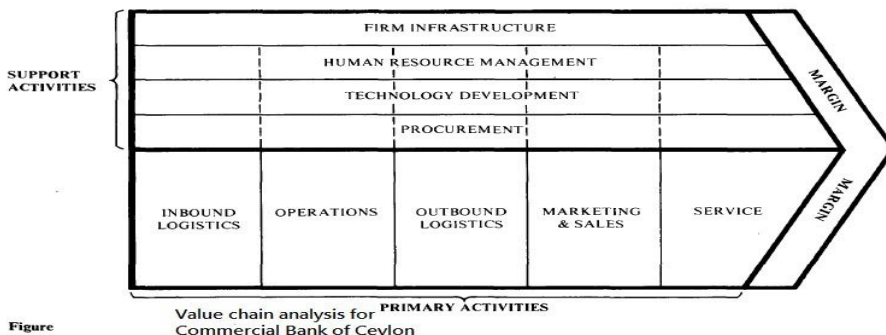 FIRM INFRASTRUCTURE
HUMAN RESOURCE MANAGEMENT
TECHNOLOGY DEVELOPMENT
PROCUREMENT
SUPPORT
ACTIVITIES
MARGIN
MARGIN
INBOUND
LOGISTICS
OPERATIONS
OUTBOUND
LOGISTICS
MARKETING
& SALES
SERVICE
PRIMARY ACTIVITIES
Figure
Value chain analysis for
Commercial Bank of Ceylon